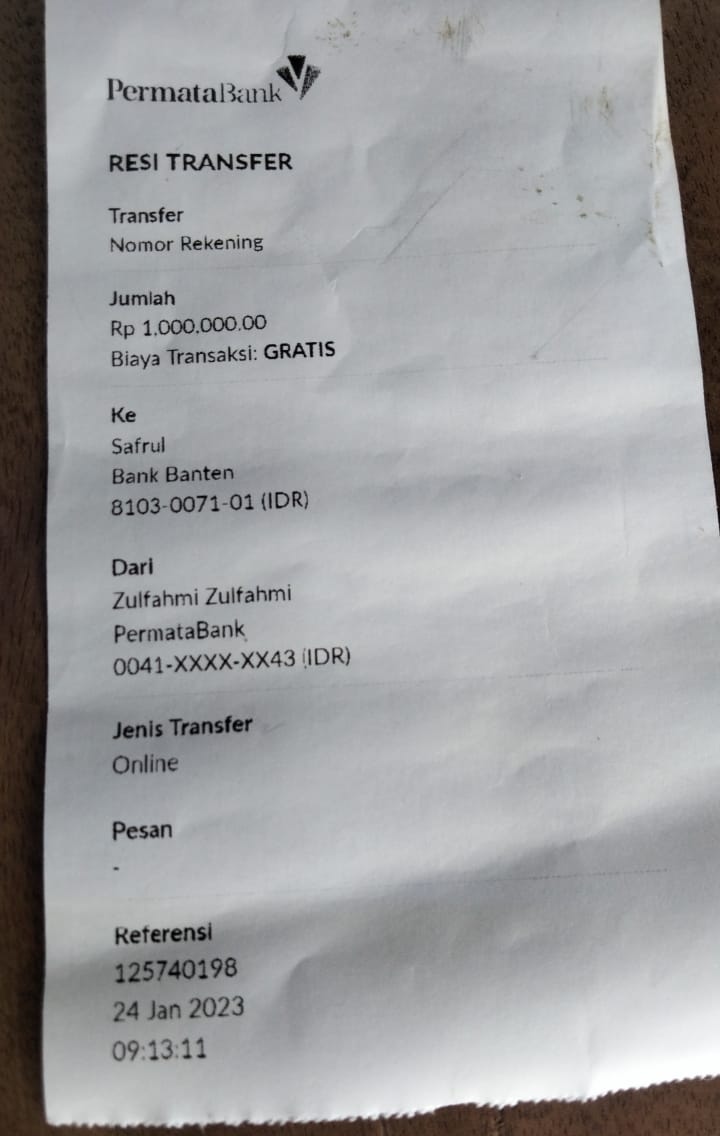 PermataBank
RESI TRANSFER
Transfer
Nomor Rekening
Jumlah
Rp 1.000.000.00
Biaya Transaksi: GRATIS
Ke
Safrul
Bank Banten
8103-0071-01 (IDR)
Dari
Zulfahmi Zulfahmi
PermataBank
0041-XXXX-XX43 (IDR)
Jenis Transfer
Online
Pesan
-
Referensi
125740198
24 Jan 2023
09:13:11